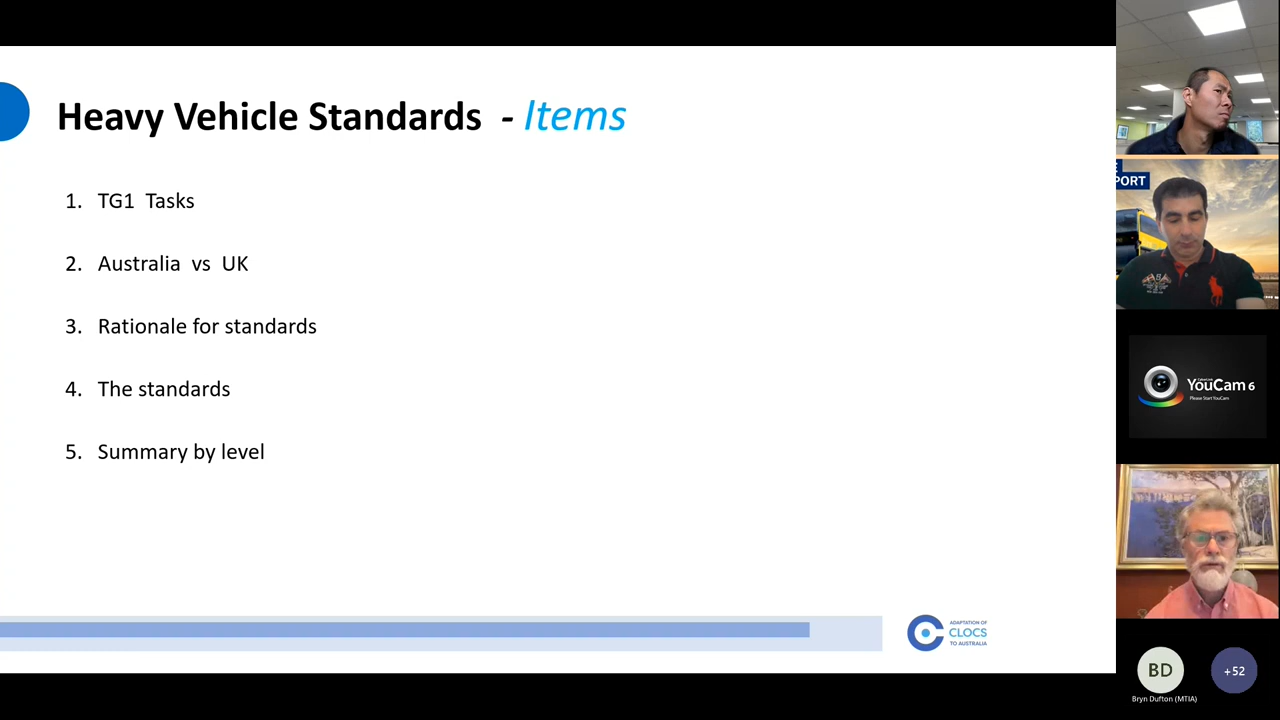 Heavy Vehicle Standards - Items
1. TG1 Tasks
2. Australia vs UK
3. Rationale for standards
4. The standards
5. Summary by level
ADAPTATION OF
CLOCS
TO AUSTRALIA
PORT
YouCam 6
Please Start YouCam
BD
+52
Bryn Dufton (MTIA)